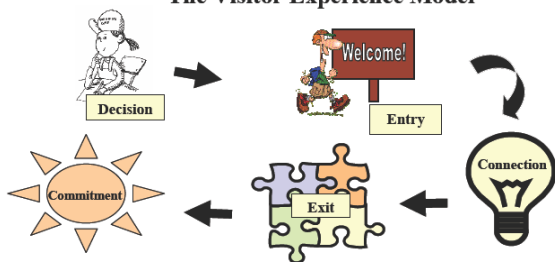 The Visitor Experience Model
Decision
Welcome!
Entry
Connection
Exit
Commitment